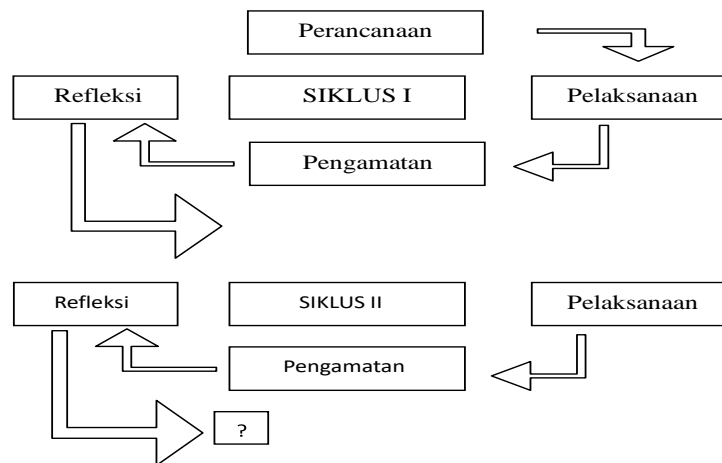 Perancanaan
Refleksi
SIKLUS I
Pelaksanaan
Pengamatan
Refleksi
SIKLUS II
Pelaksanaan
Pengamatan
?